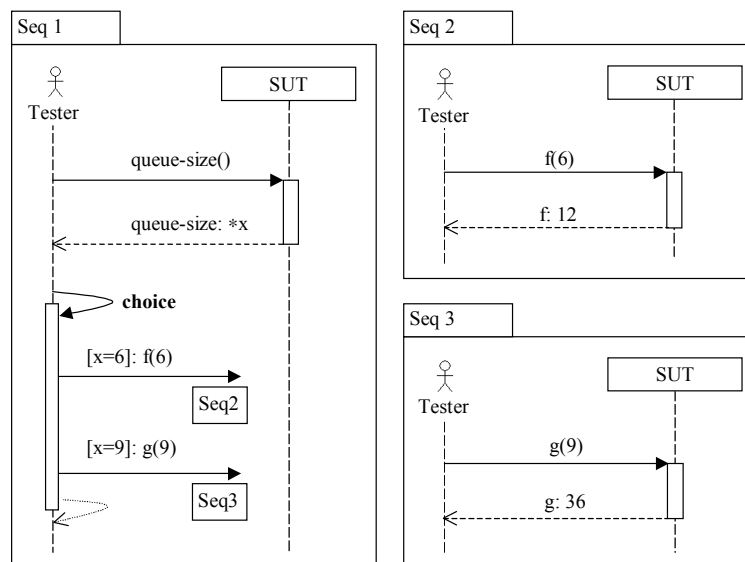 Seq 1
Tester
SUT
queue-size()
queue-size: *x
choice
[x=6]: f(6)
Seq2
[x=9]: g(9)
Seq3
Seq 2
Tester
SUT
f(6)
f: 12
Seq 3
Tester
SUT
g(9)
g: 36